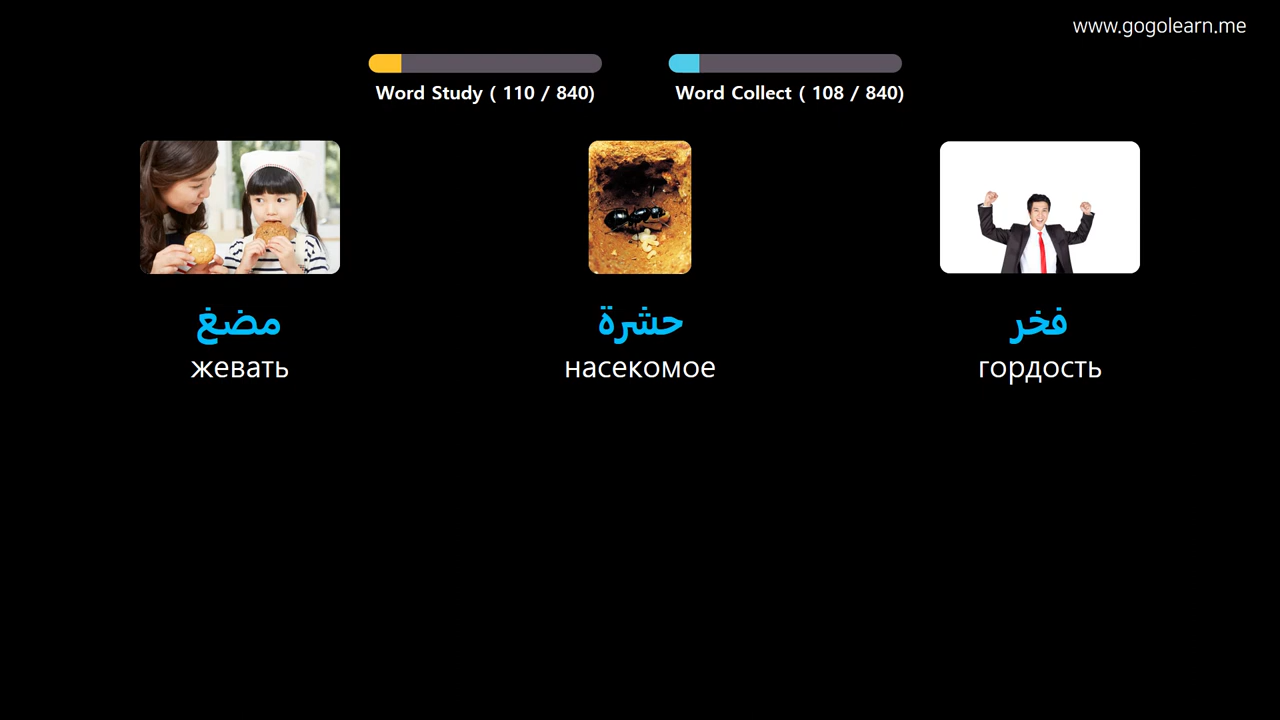 www.gogolearn.me
Word Study ( 110 / 840)
Word Collect ( 108 / 840)
مضغ
жевать
حشرة
насекомое
فخر
гордость